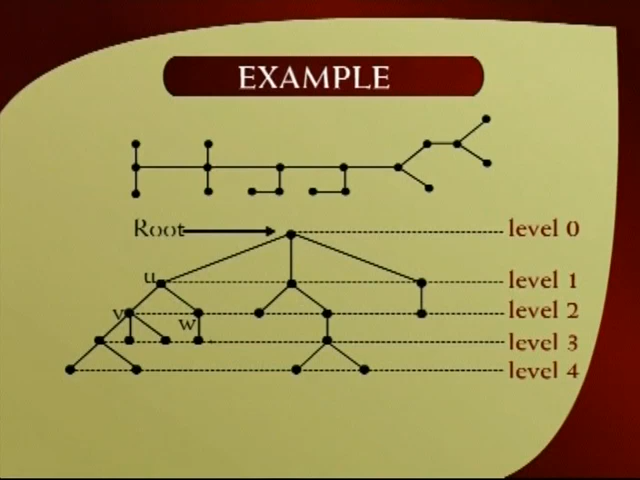 EXAMPLE
Root
level 0
u
level 1
v
w
level 2
level 3
level 4